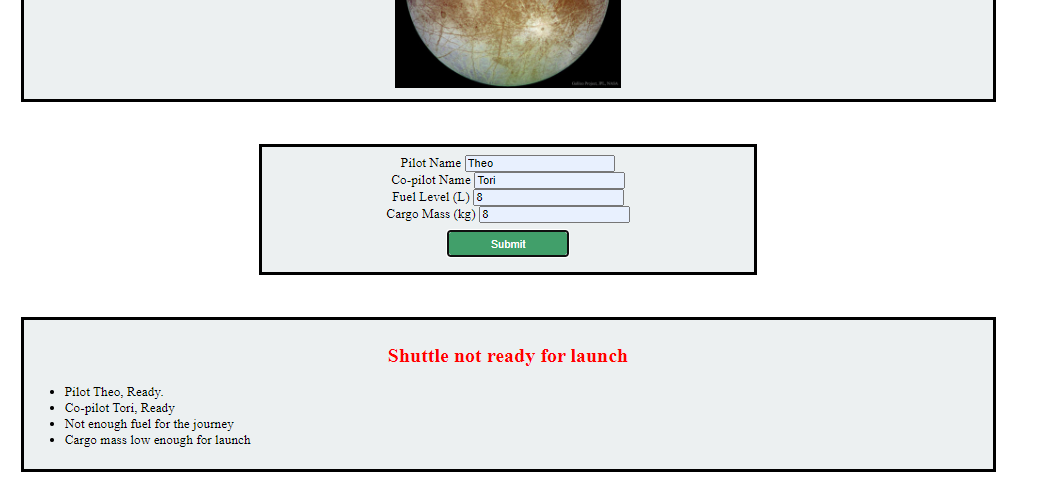 Pilot Name Theo
Co-pilot Name Tori
Fuel Level (L) 8
Cargo Mass (kg) 8
Submit
Shuttle not ready for launch
Pilot Theo, Ready.
Co-pilot Tori, Ready
Not enough fuel for the journey
Cargo mass low enough for launch